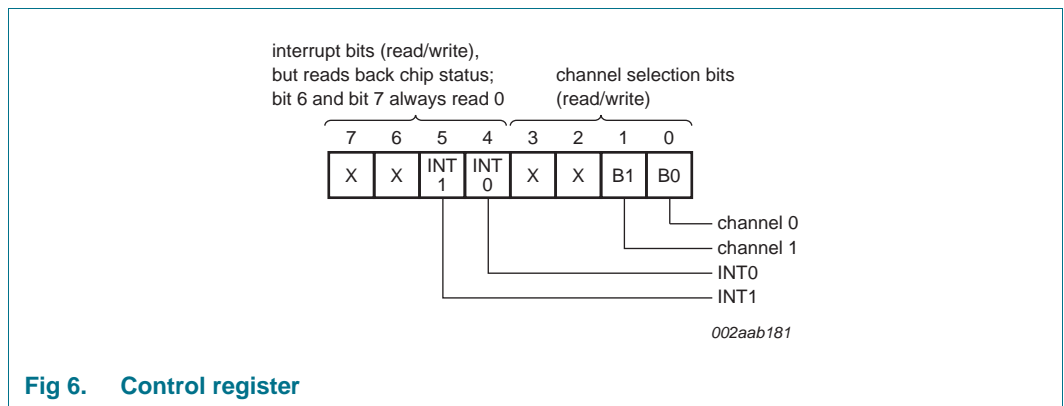 interrupt bits (read/write),
but reads back chip status;
bit 6 and bit 7 always read 0
channel selection bits
(read/write)
7 6 5 4 3 2 1 0
X X INT 1 INT 0 X X B1 B0
channel 0
channel 1
INT0
INT1
002aab181
Fig 6. Control register